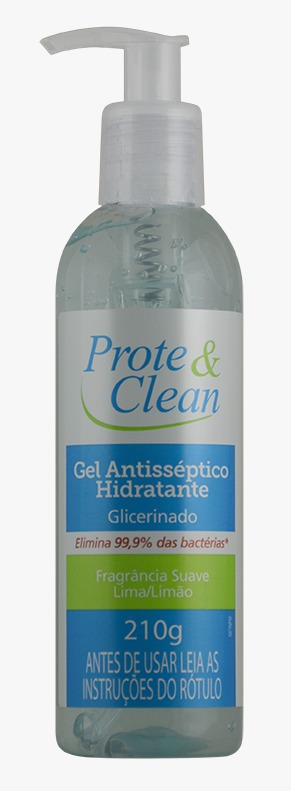 Prote &
Clean
Gel Antisséptico
Hidratante
Glicerinado
Elimina 99,9% das bactérias*
Fragrância Suave
Lima/Limão
210g
ANTES DE USAR LEIA AS
INSTRUÇÕES DO RÓTULO